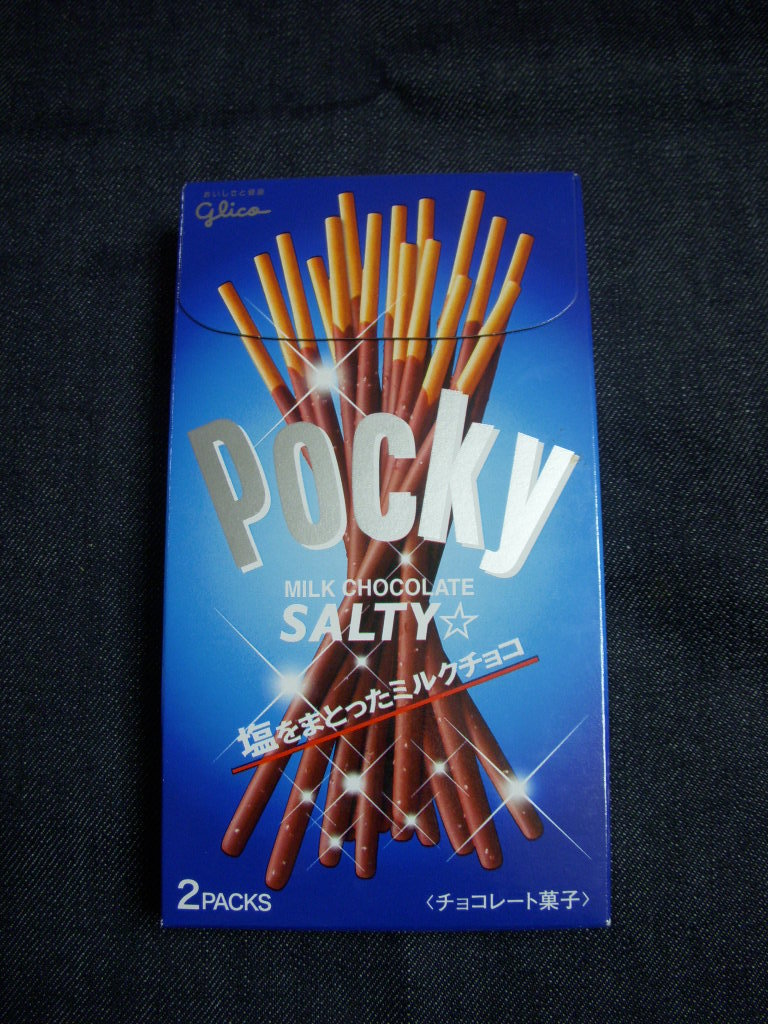 おいしさと健康
Glico
Pocky
MILK CHOCOLATE
SALTY☆
塩をまとったミルクチョコ
2PACKS
〈チョコレート菓子〉